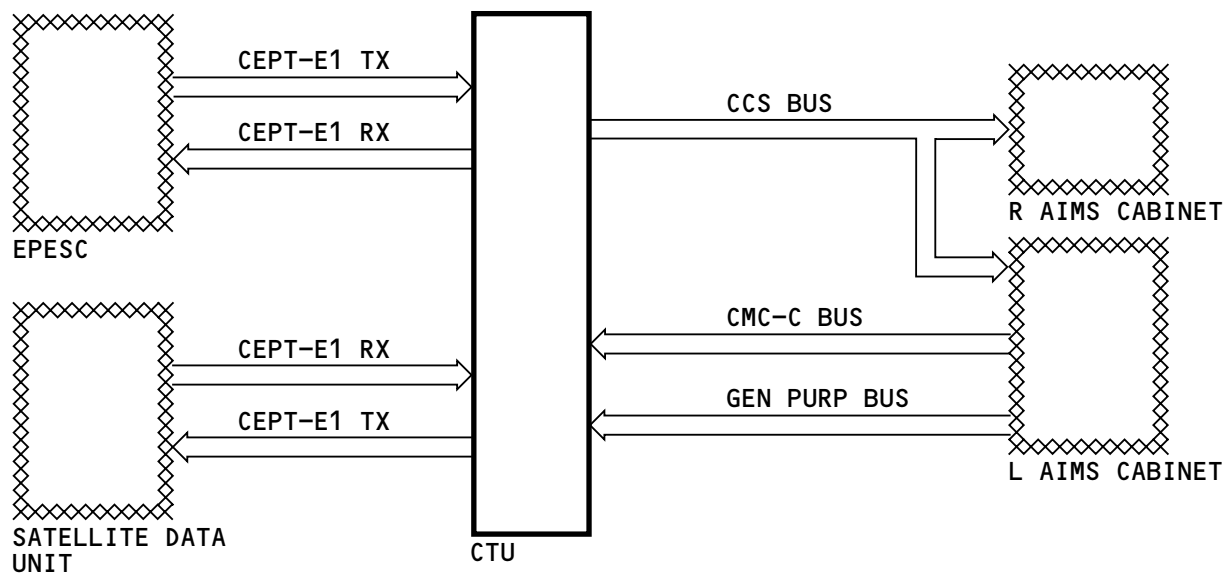 CEPT-E1 TX
CEPT-E1 RX
EPESC
CEPT-E1 RX
CEPT-E1 TX
SATELLITE DATA
UNIT
CTU
CCS BUS
R AIMS CABINET
CMC-C BUS
GEN PURP BUS
L AIMS CABINET